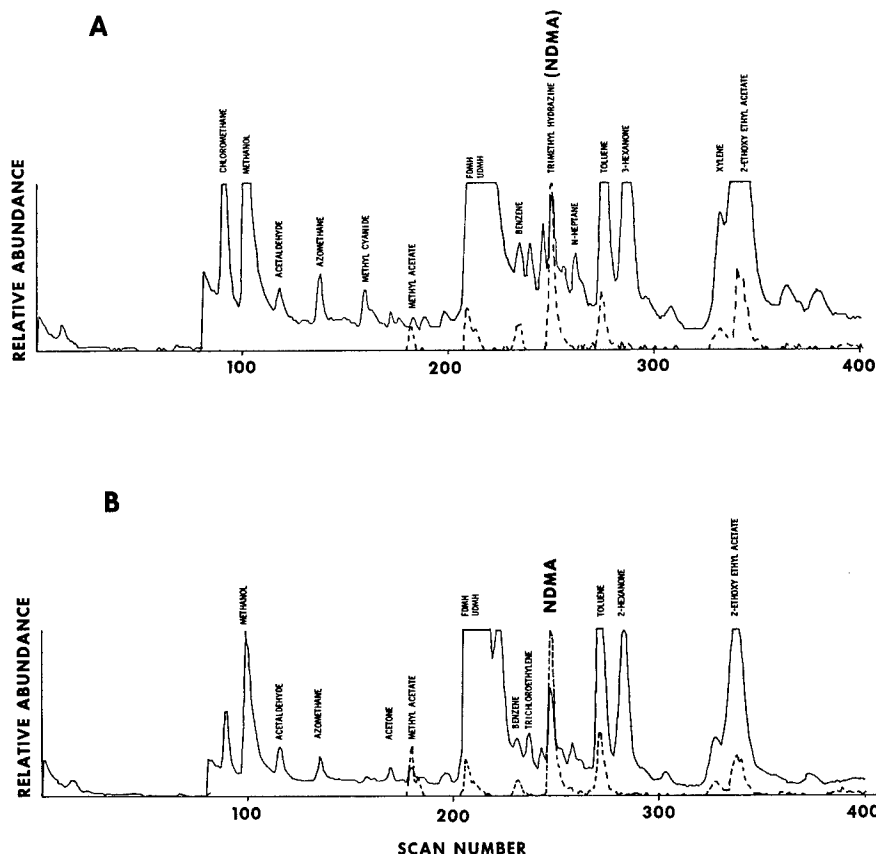 A
RELATIVE ABUNDANCE
CHLOROMETHANE
METHANOL
ACETALDEHYDE
AZOMETHANE
METHYL CYANIDE
METHYL ACETATE
FDMH
UDMH
BENZENE
TRIMETHYL HYDRAZINE (NDMA)
N-HEPTANE
TOLUENE
3-HEXANONE
XYLENE
2-ETHOXY ETHYL ACETATE
100
200
300
400
B
RELATIVE ABUNDANCE
METHANOL
ACETALDEHYDE
AZOMETHANE
ACETONE
METHYL ACETATE
FDMH
UDMH
BENZENE
TRICHLOROETHYLENE
NDMA
TOLUENE
2-HEXANONE
2-ETHOXY ETHYL ACETATE
100
200
300
400
SCAN NUMBER